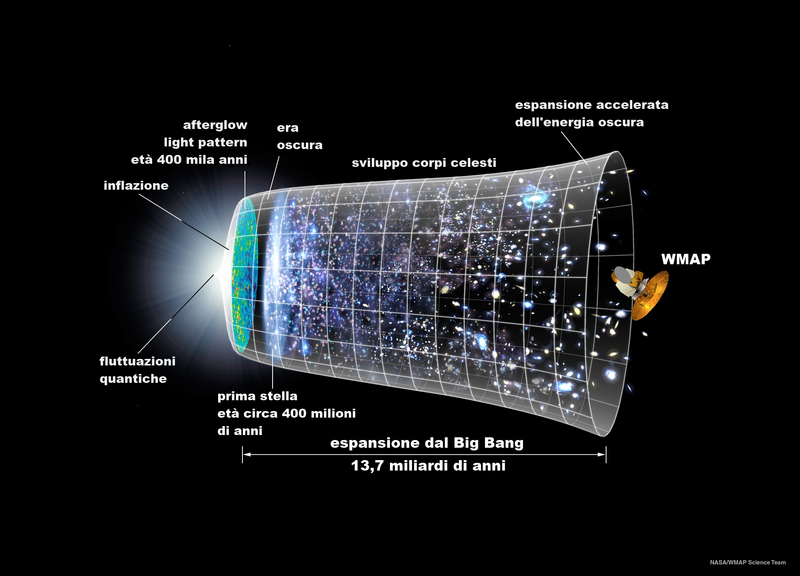 afterglow
light pattern
età 400 mila anni
era
oscura
espansione accelerata
dell'energia oscura
sviluppo corpi celesti
inflazione
WMAP
fluttuazioni
quantiche
prima stella
età circa 400 milioni
di anni
espansione dal Big Bang
13,7 miliardi di anni
NASA/WMAP Science Team